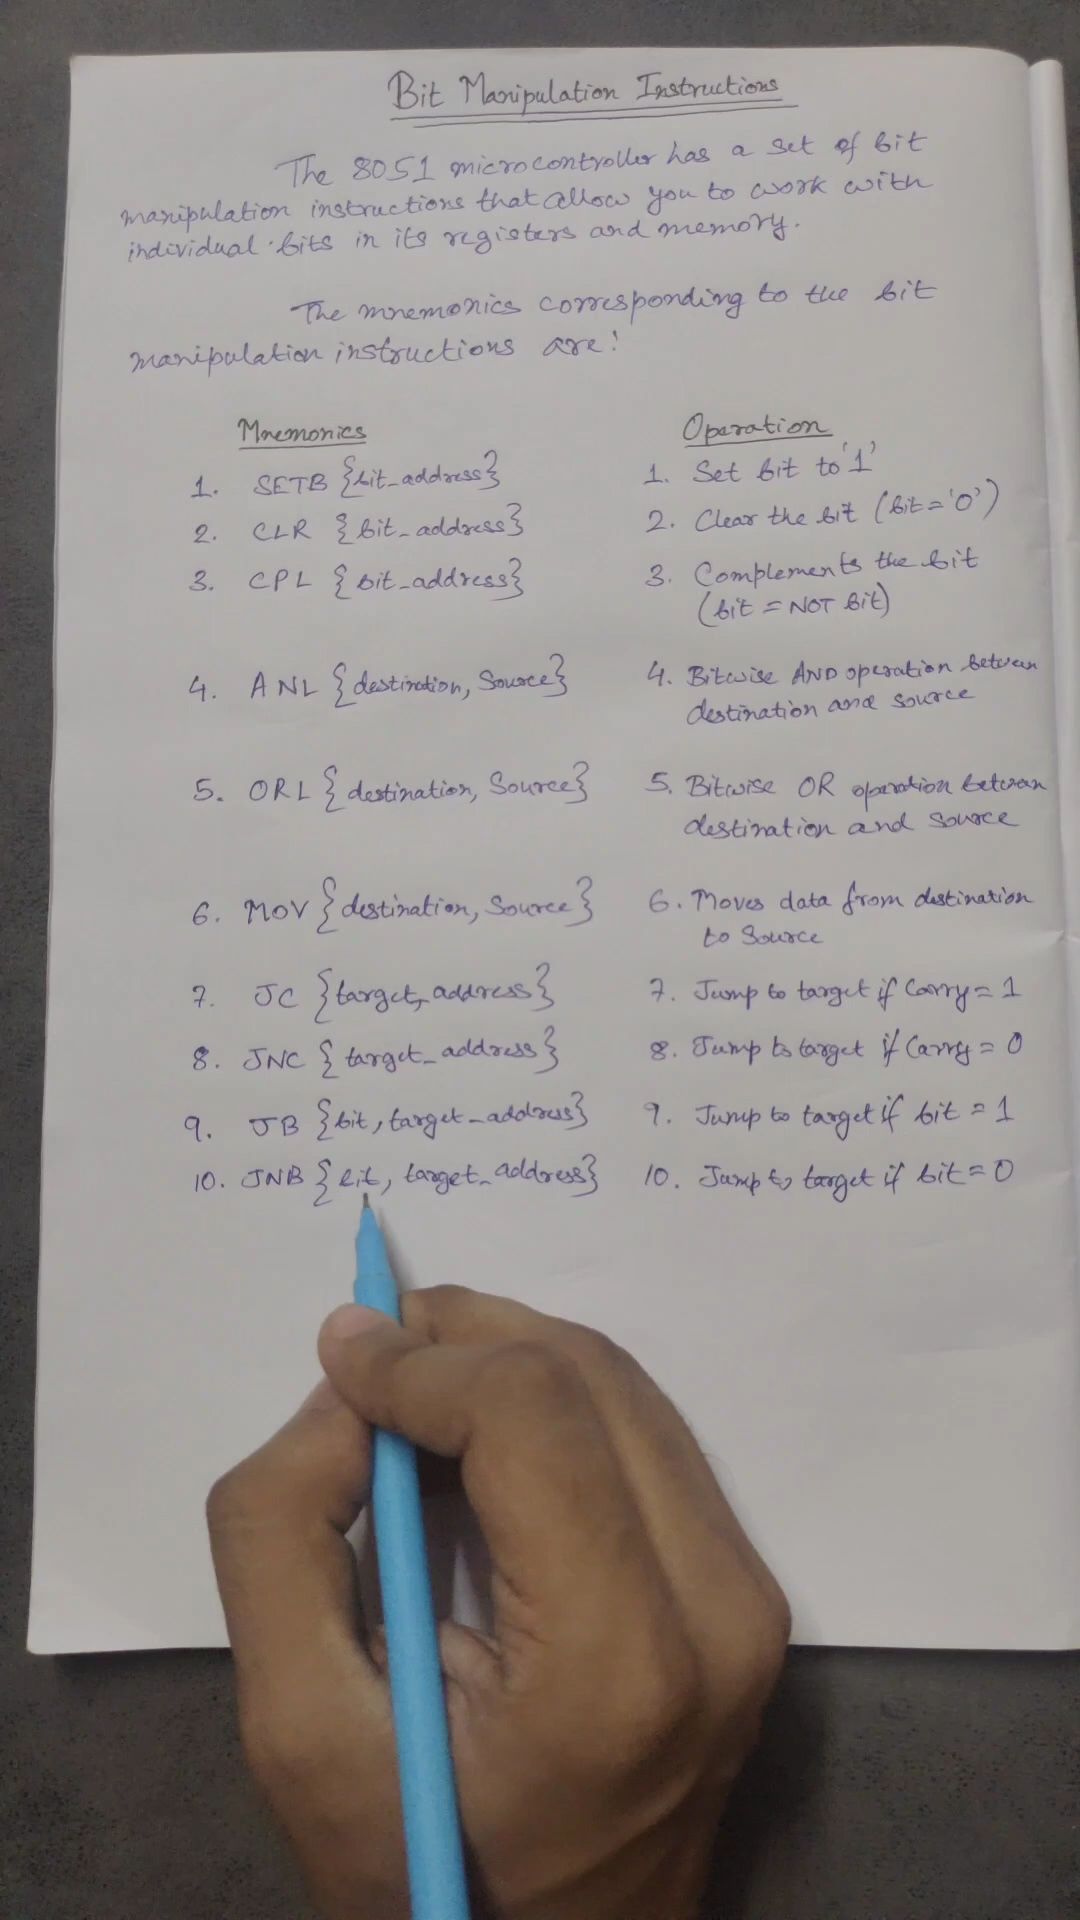 Bit Manipulation Instructions
The 8051 microcontroller has a set of bit
manipulation instructions that allow you to work with
individual bits in its registers and memory.
The mnemonics corresponding to the bit
manipulation instructions are:
Mnemonics Operation
1. SETB {bit_address} 1. Set bit to '1'
2. CLR {bit_address} 2. Clear the bit (bit='0')
3. CPL {bit_address} 3. Complements the bit
(bit = NOT bit)
4. ANL {destination, Source} 4. Bitwise AND operation between
destination and source
5. ORL {destination, Source} 5. Bitwise OR operation between
destination and source
6. MOV {destination, Source} 6. Moves data from destination
to Source
7. JC {target_address} 7. Jump to target if Carry = 1
8. JNC {target_address} 8. Jump to target if Carry = 0
9. JB {bit, target_address} 9. Jump to target if bit = 1
10. JNB {bit, target_address} 10. Jump to target if bit = 0